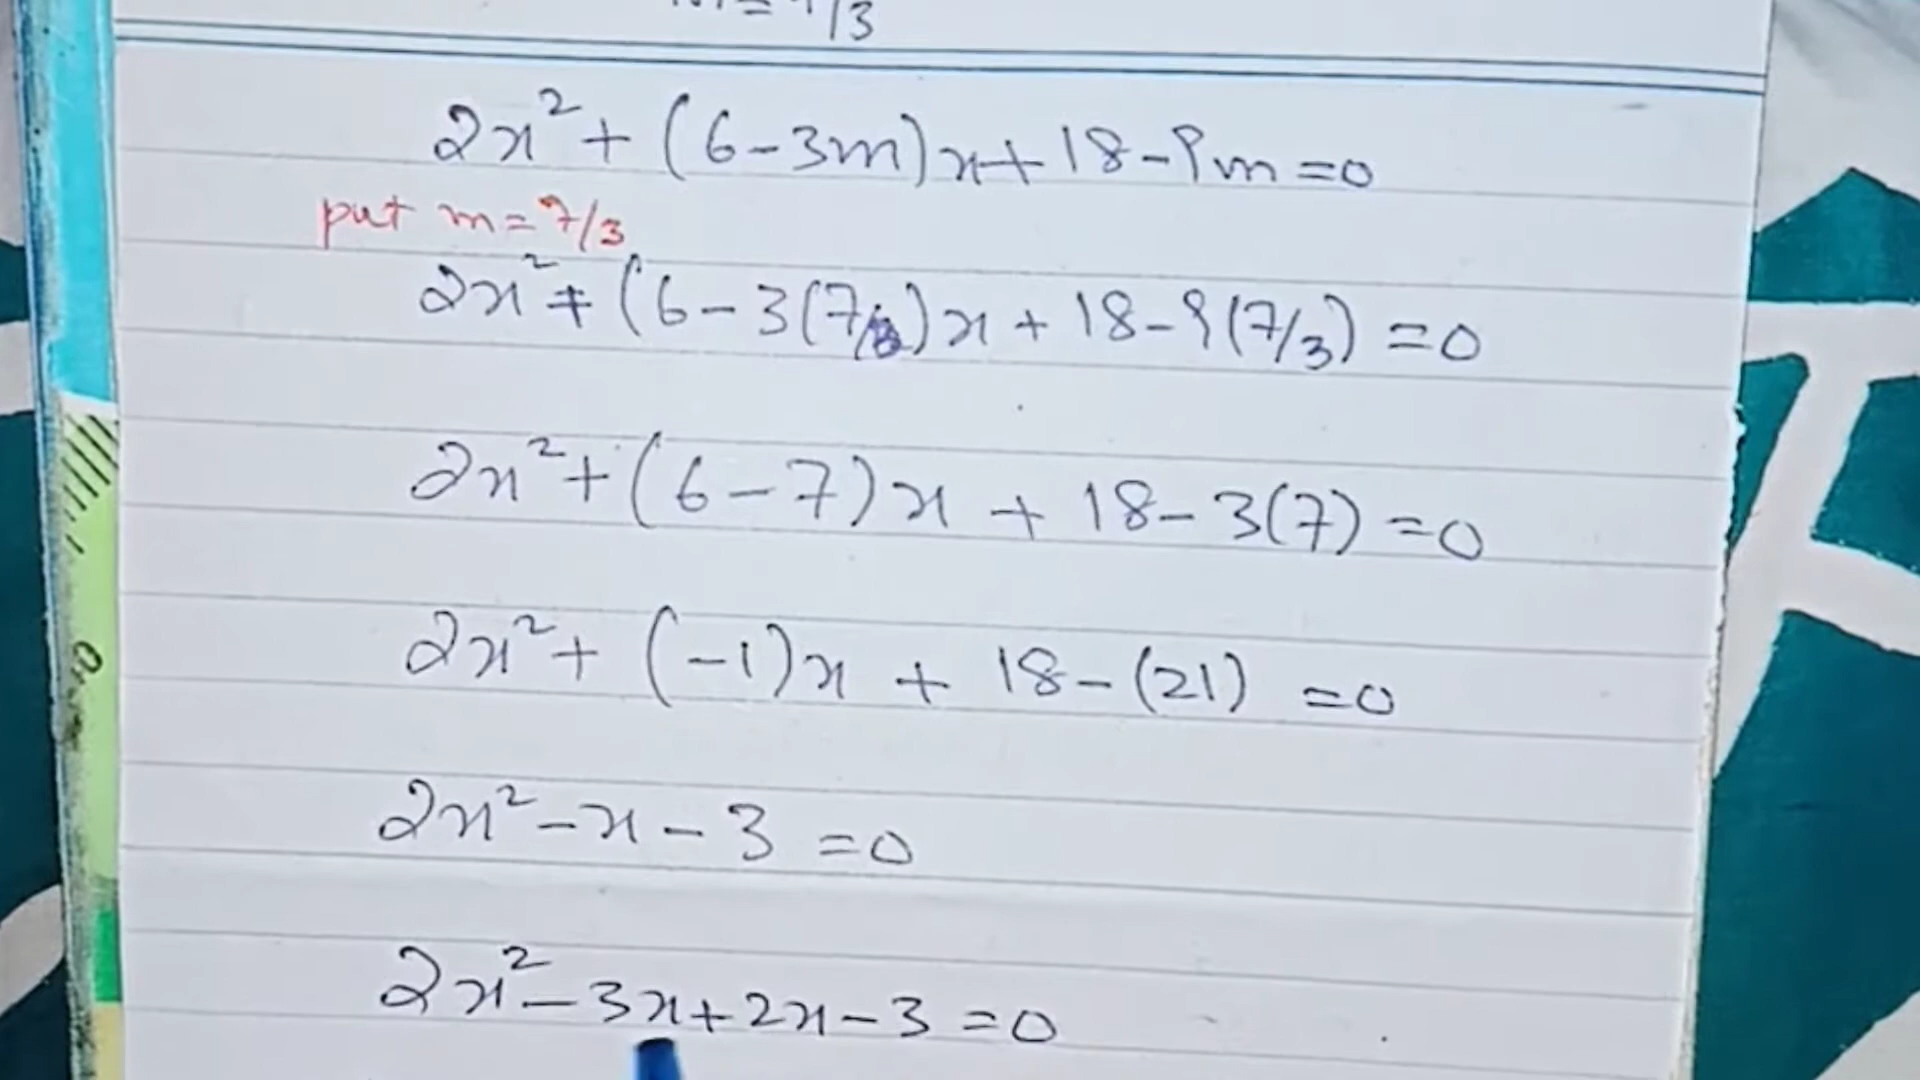 2x² + (6-3m)x + 18-9m = 0
put m = 7/3
2x² + (6-3(7/3)x + 18-9(7/3) = 0
2x² + (6-7)x + 18-3(7) = 0
2x² + (-1)x + 18-(21) = 0
2x² - x - 3 = 0
2x² - 3x + 2x - 3 = 0